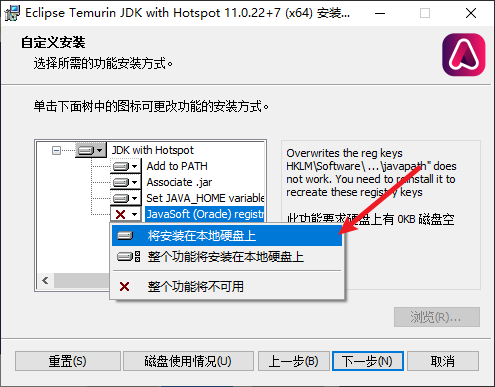 Eclipse Temurin JDK with Hotspot 11.0.22+7 (x64) 安装...
自定义安装
选择所需的功能安装方式。
单击下面树中的图标可更改功能的安装方式。
JDK with Hotspot
Add to PATH
Associate .jar
Set JAVA_HOME variable
JavaSoft (Oracle) registr
将安装在本地硬盘上
整个功能将安装在本地硬盘上
整个功能将不可用
Overwrites the reg keys
HKLM\Software\ ...\javapath" does
not work. You need to reinstall it to
recreate these registry keys
此功能要求硬盘上有 0KB 磁盘空
浏览(R)...
重置(S)
磁盘使用情况(U)
上一步(B)
下一步(N)
取消